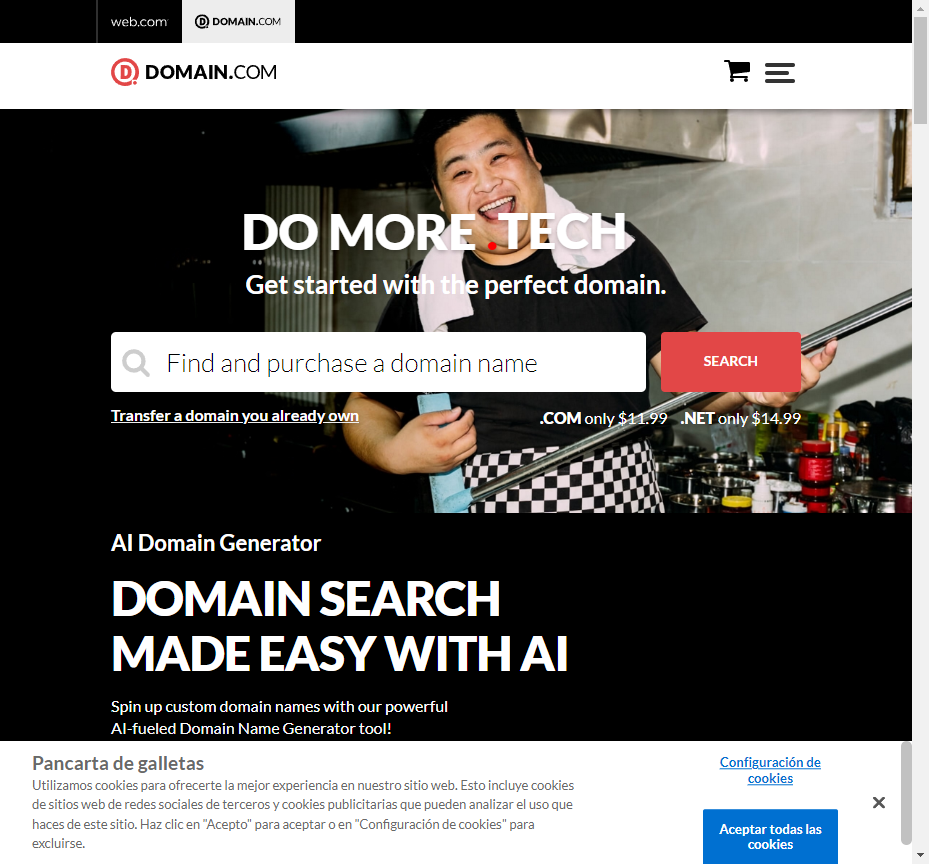 web.com
DOMAIN.COM
DOMAIN.COM
DO MORE .TECH
Get started with the perfect domain.
Find and purchase a domain name
SEARCH
Transfer a domain you already own
.COM only $11.99 .NET only $14.99
AI Domain Generator
DOMAIN SEARCH
MADE EASY WITH AI
Spin up custom domain names with our powerful
AI-fueled Domain Name Generator tool!
Pancarta de galletas
Utilizamos cookies para ofrecerte la mejor experiencia en nuestro sitio web. Esto incluye cookies
de sitios web de redes sociales de terceros y cookies publicitarias que pueden analizar el uso que
haces de este sitio. Haz clic en "Acepto" para aceptar o en "Configuración de cookies" para
excluirse.
Configuración de
cookies
Aceptar todas las
cookies